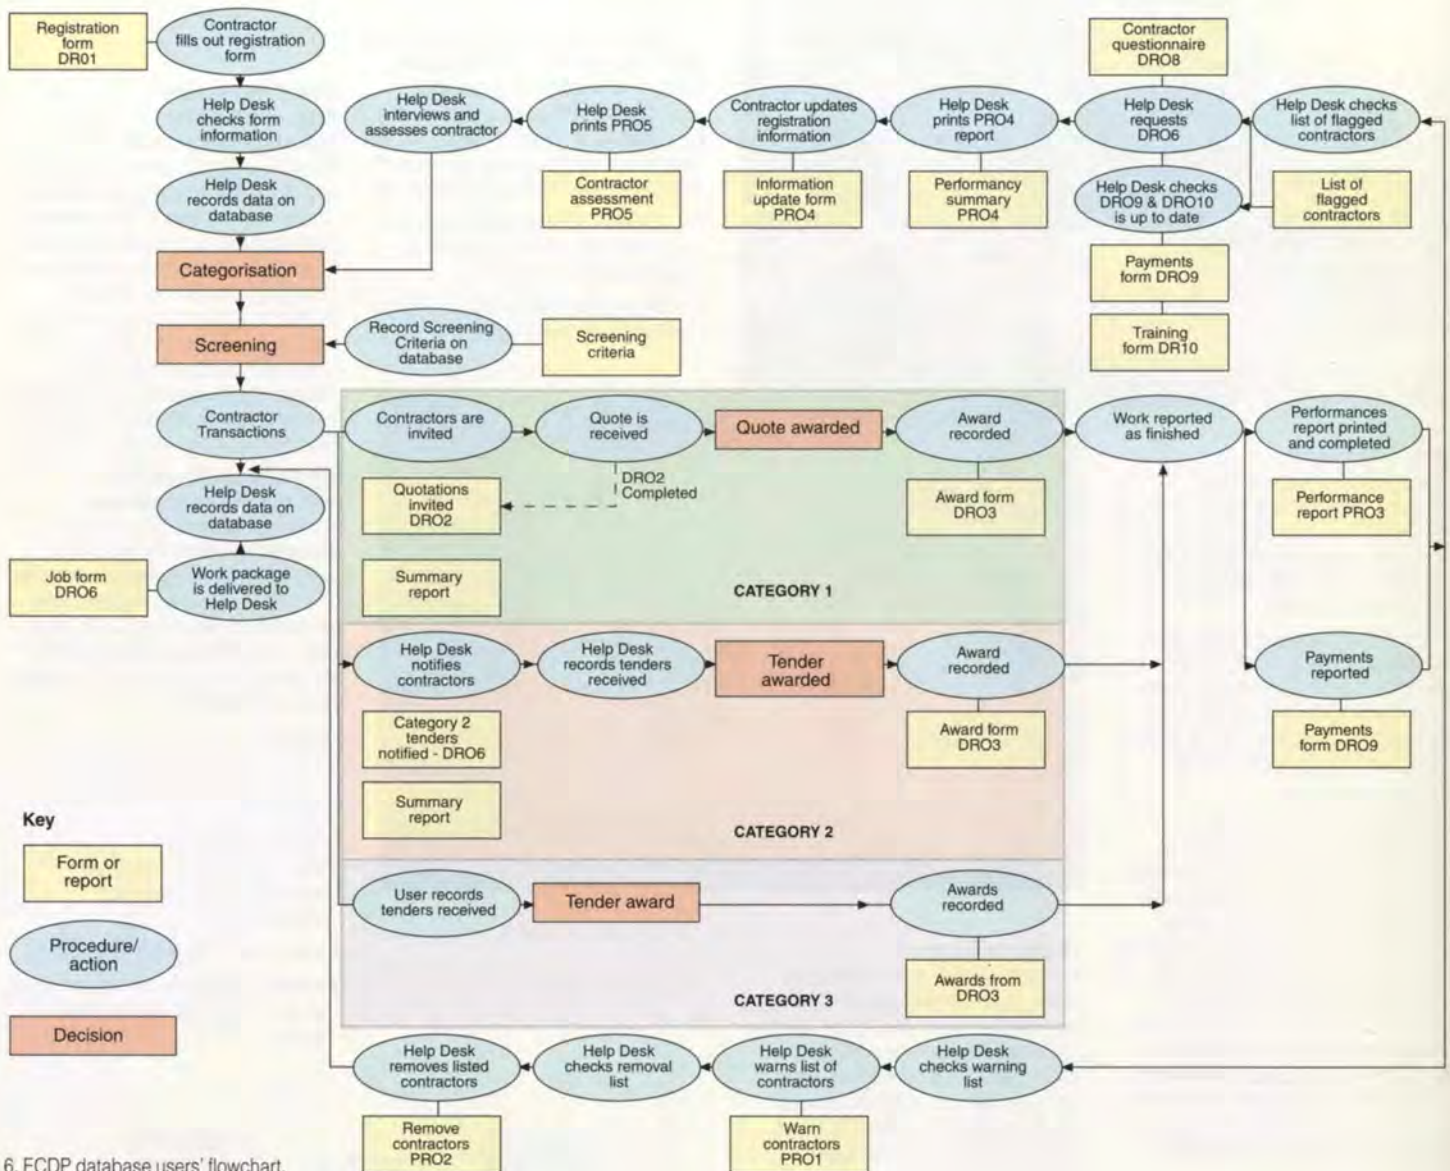 Registration
form
DR01
Contractor
fills out registration
form
Contractor
questionnaire
DRO8
Help Desk
checks form
information
Help Desk
interviews and
assesses contractor
Help Desk
prints PRO5
Contractor updates
registration
information
Help Desk
prints PRO4
report
Help Desk
requests
DRO6
Help Desk checks
list of flagged
contractors
Help Desk
records data on
database
Contractor
assessment
PRO5
Information
update form
PRO4
Performancy
summary
PRO4
Help Desk checks
DRO9 & DRO10
is up to date
List of
flagged
contractors
Categorisation
Payments
form DRO9
Screening
Record Screening
Criteria on
database
Screening
criteria
Training
form DR10
Contractor
Transactions
Contractors are
invited
Quote is
received
Quote awarded
Award
recorded
Work reported
as finished
Performances
report printed
and completed
DRO2
Completed
Help Desk
records data on
database
Quotations
invited
DRO2
Award form
DRO3
Performance
report PRO3
Job form
DRO6
Work package
is delivered to
Help Desk
Summary
report
CATEGORY 1
Help Desk
notifies
contractors
Help Desk
records tenders
received
Tender
awarded
Award
recorded
Payments
reported
Category 2
tenders
notified - DRO6
Award form
DRO3
Payments
form DRO9
Summary
report
CATEGORY 2
Key
Form or
report
Procedure/
action
Decision
User records
tenders received
Tender award
Awards
recorded
Awards from
DRO3
CATEGORY 3
Help Desk
removes listed
contractors
Help Desk
checks removal
list
Help Desk
warns list of
contractors
Help Desk
checks warning
list
Remove
contractors
PRO2
Warn
contractors
PRO1
6. ECDP database users' flowchart.